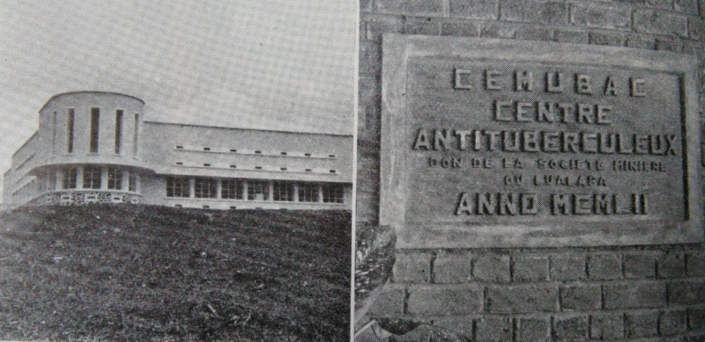 CEMUBAC
CENTRE
ANTITUBERCULEUX
DON DE LA SOCIETE MINIERE
DU LUALABA
ANNO MCMLII